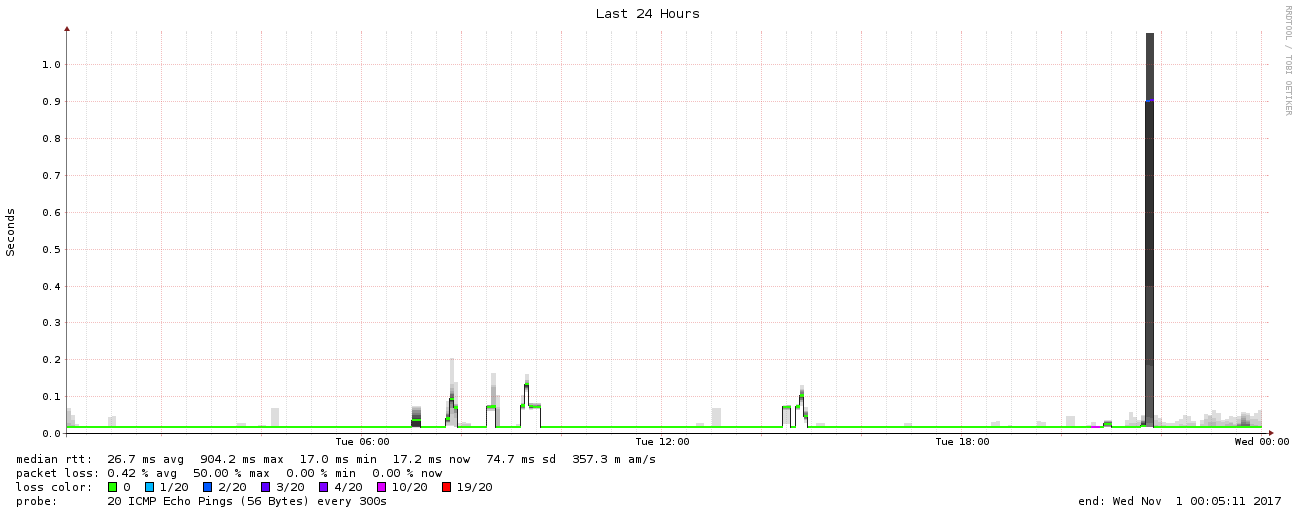 Last 24 Hours
RRDTOOL / TOBI OETIKER
Seconds
1.0
0.9
0.8
0.7
0.6
0.5
0.4
0.3
0.2
0.1
0.0
Tue 06:00 Tue 12:00 Tue 18:00 Wed 00:00
median rtt: 26.7 ms avg 904.2 ms max 17.0 ms min 17.2 ms now 74.7 ms sd 357.3 m am/s
packet loss: 0.42 % avg 50.00 % max 0.00 % min 0.00 % now
loss color: 0 1/20 2/20 3/20 4/20 10/20 19/20
probe: 20 ICMP Echo Pings (56 Bytes) every 300s end: Wed Nov 1 00:05:11 2017